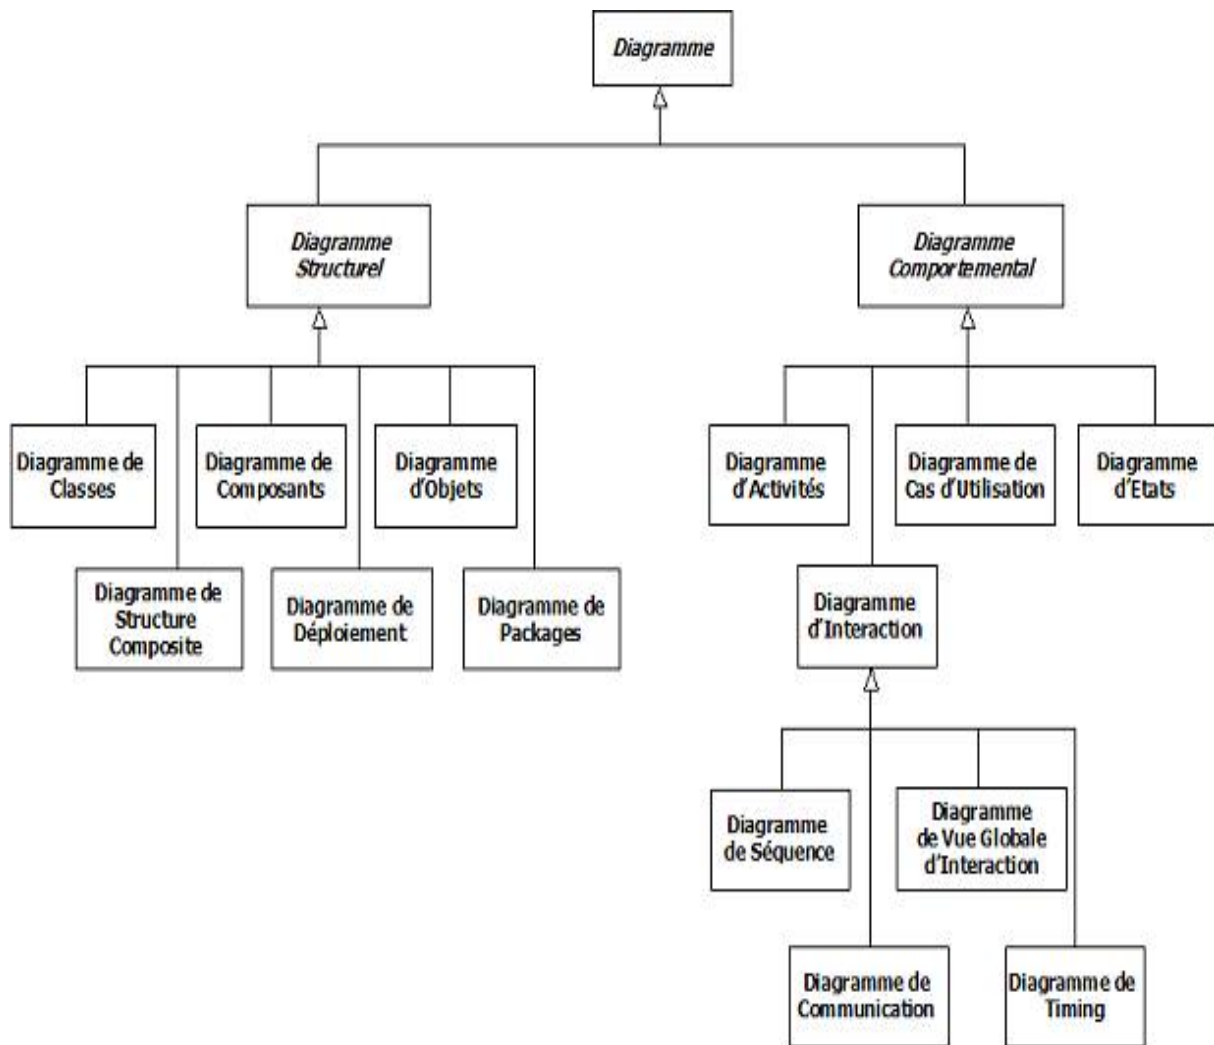 Diagramme
Diagramme
Structurel
Diagramme
Comportemental
Diagramme de
Classes
Diagramme de
Composants
Diagramme
d'Objets
Diagramme
d'Activités
Diagramme de
Cas d'Utilisation
Diagramme
d'Etats
Diagramme de
Structure
Composite
Diagramme de
Déploiement
Diagramme de
Packages
Diagramme
d'Interaction
Diagramme
de Séquence
Diagramme
de Vue Globale
d'Interaction
Diagramme de
Communication
Diagramme de
Timing